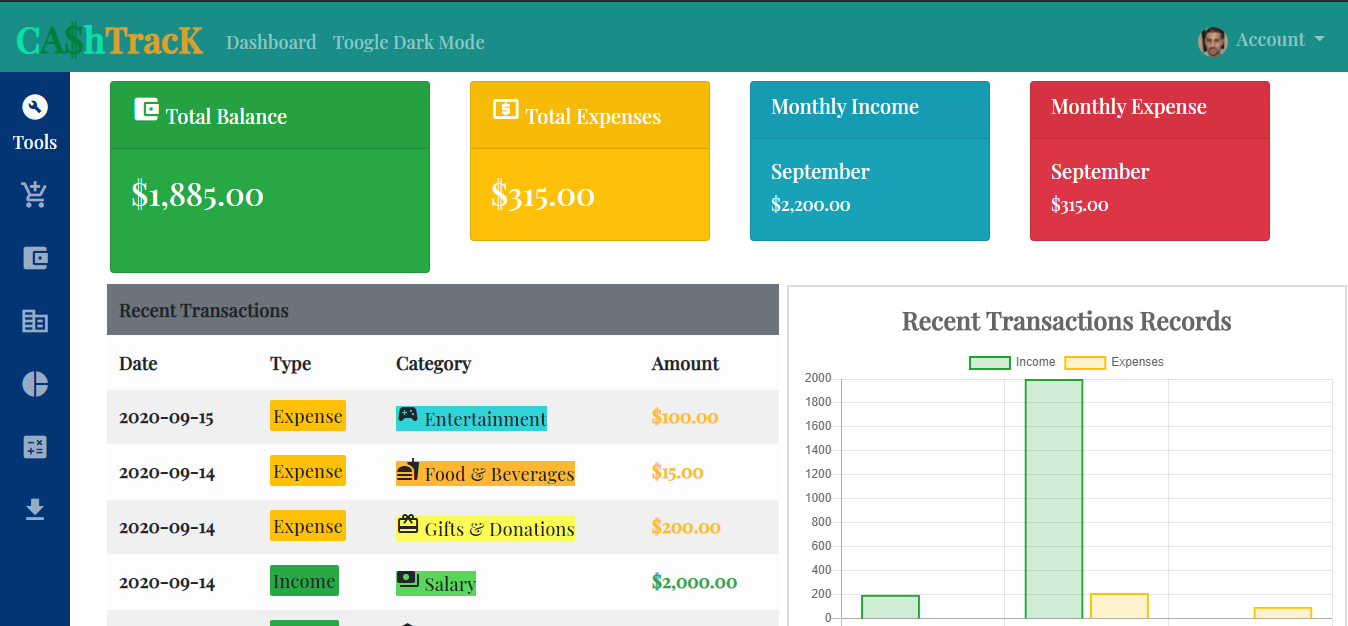 CA$hTracK Dashboard Toogle Dark Mode Account
Tools
Total Balance
$1,885.00
Total Expenses
$315.00
Monthly Income
September
$2,200.00
Monthly Expense
September
$315.00
Recent Transactions
Date Type Category Amount
2020-09-15 Expense Entertainment $100.00
2020-09-14 Expense Food & Beverages $15.00
2020-09-14 Expense Gifts & Donations $200.00
2020-09-14 Income Salary $2,000.00
Recent Transactions Records
Income Expenses
2000
1800
1600
1400
1200
1000
800
600
400
200
0